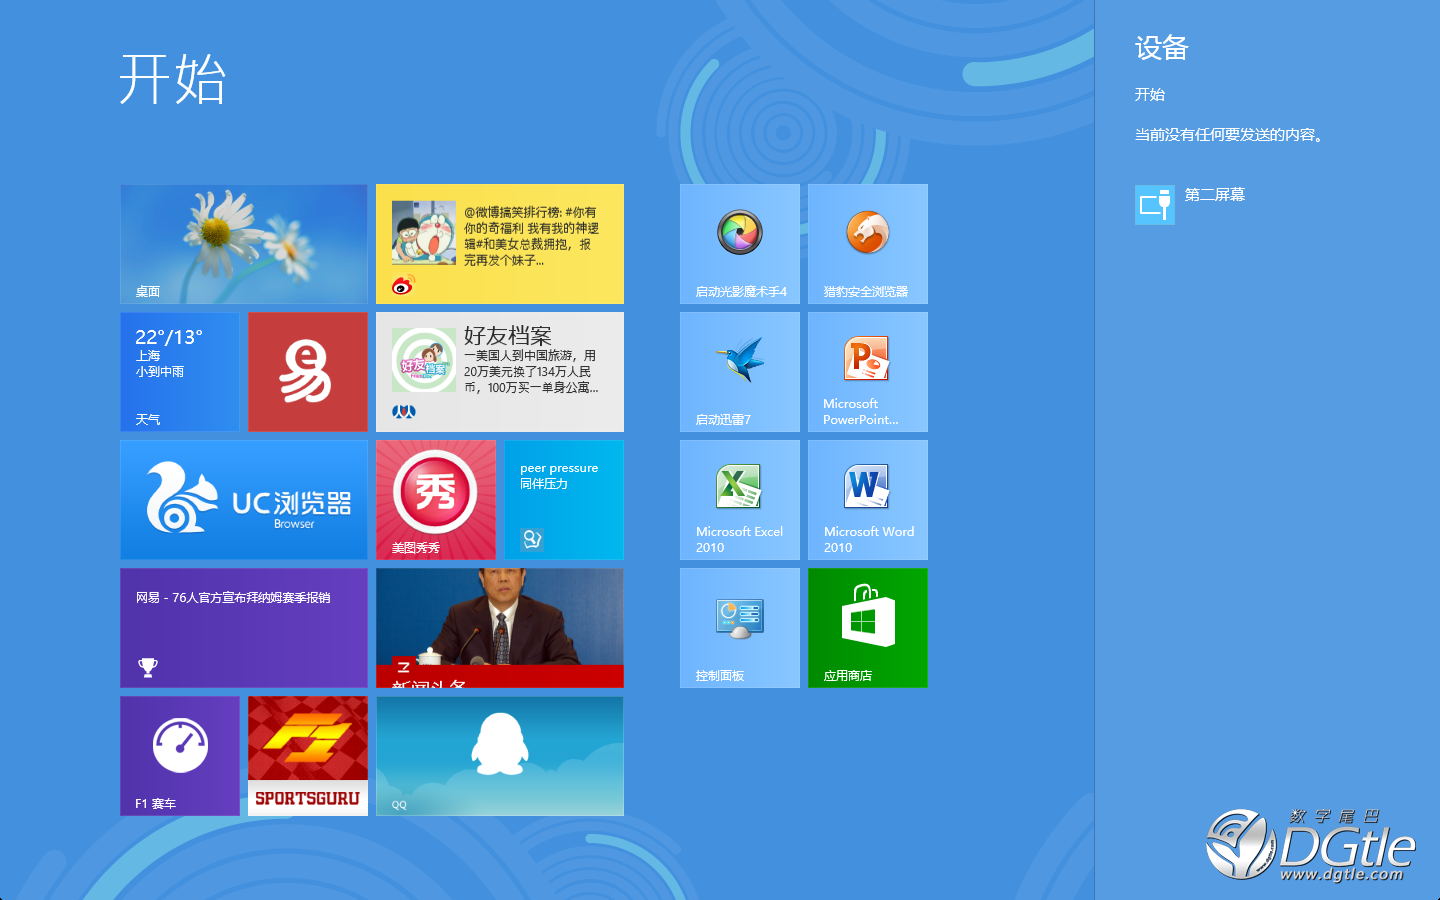 开始
桌面
@微博搞笑排行榜: #你有
你的奇福利 我有我的神逻
辑#和美女总裁拥抱，报
完再发个妹子...
22°/13°
上海
小到中雨
天气
易
好友档案
好友档案
一美国人到中国旅游，用
20万美元换了134万人民
币，100万买一单身公寓...
UC浏览器
Browser
秀
美图秀秀
peer pressure
同伴压力
网易 - 76人官方宣布拜纳姆赛季报销
新闻头条
F1 赛车
F1
SPORTSGURU
QQ
启动光影魔术手4
猎豹安全浏览器
启动迅雷7
Microsoft
PowerPoint...
Microsoft Excel
2010
Microsoft Word
2010
控制面板
应用商店
设备
开始
当前没有任何要发送的内容。
第二屏幕
数字尾巴
DGtle
www.dgtle.com